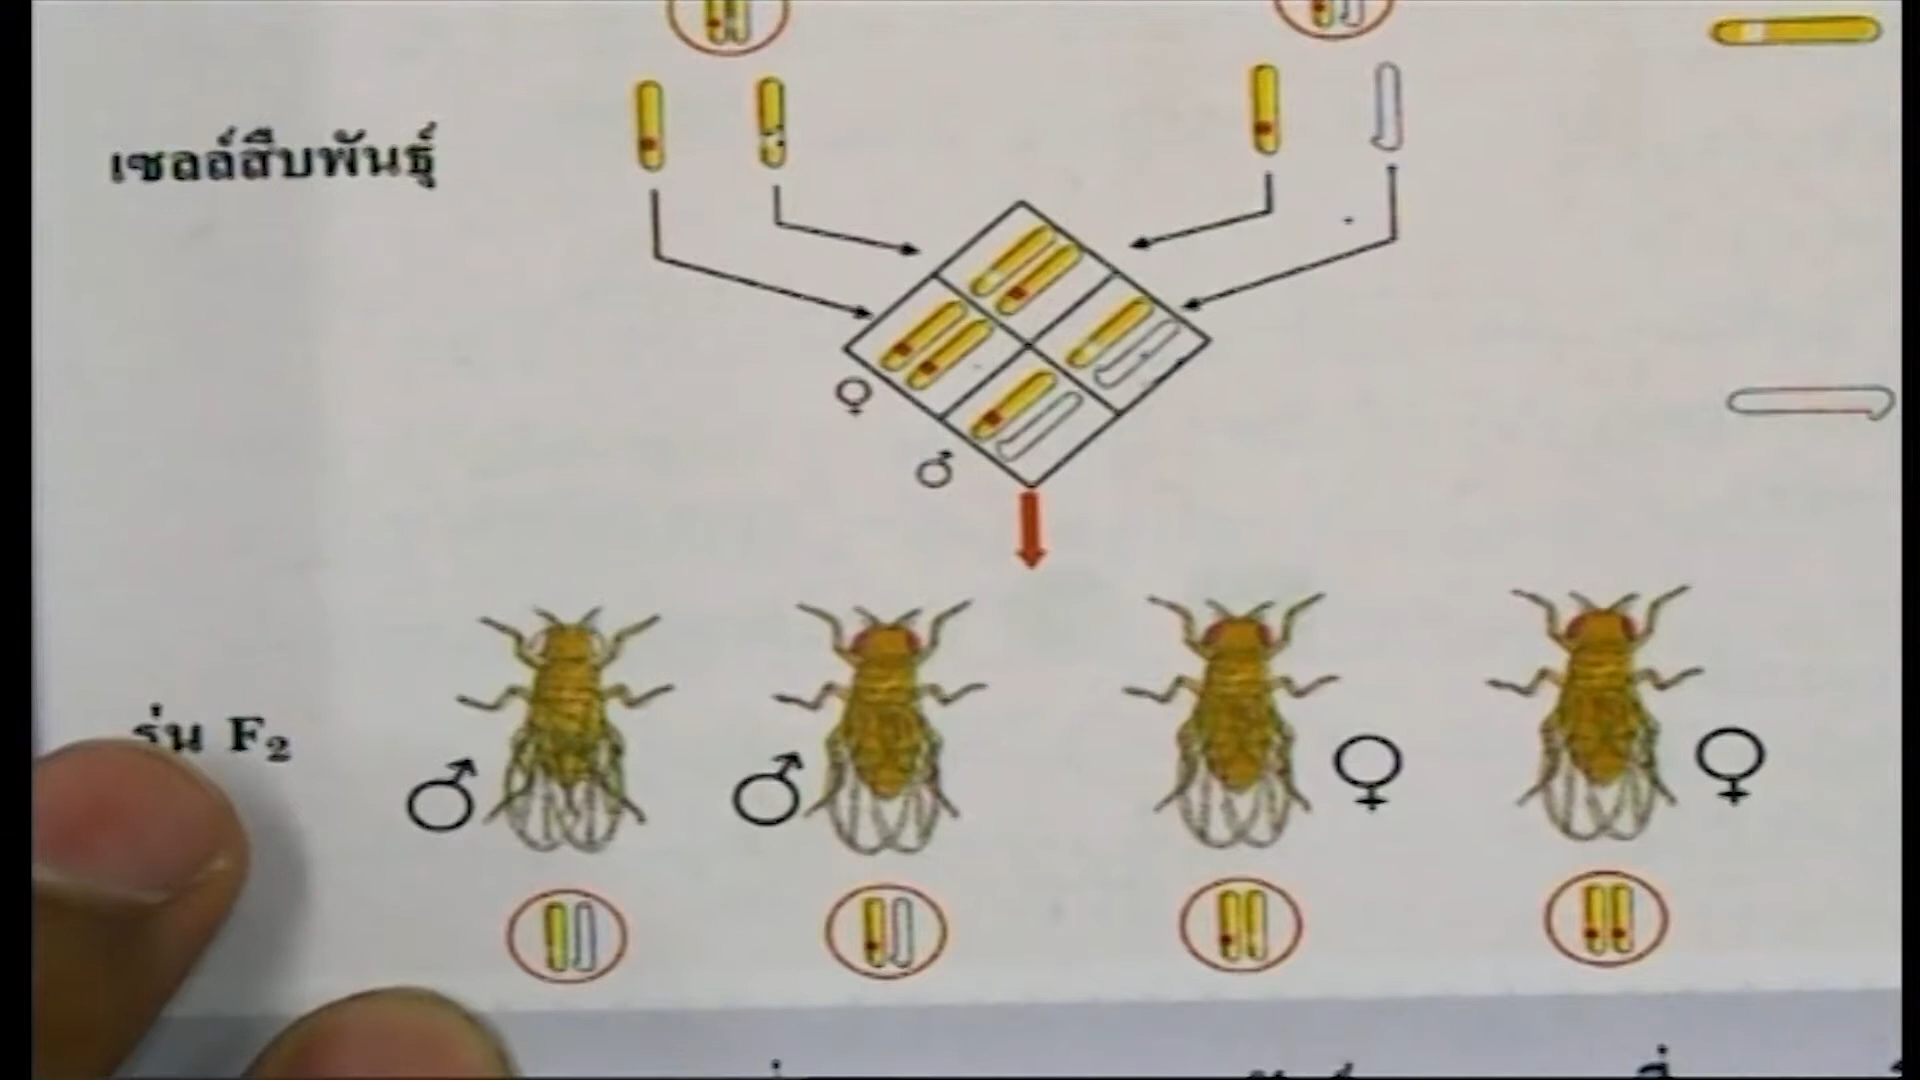 เซลล์สืบพันธุ์
♀
♂
รุ่น F₂
♂ ♂ ♀ ♀